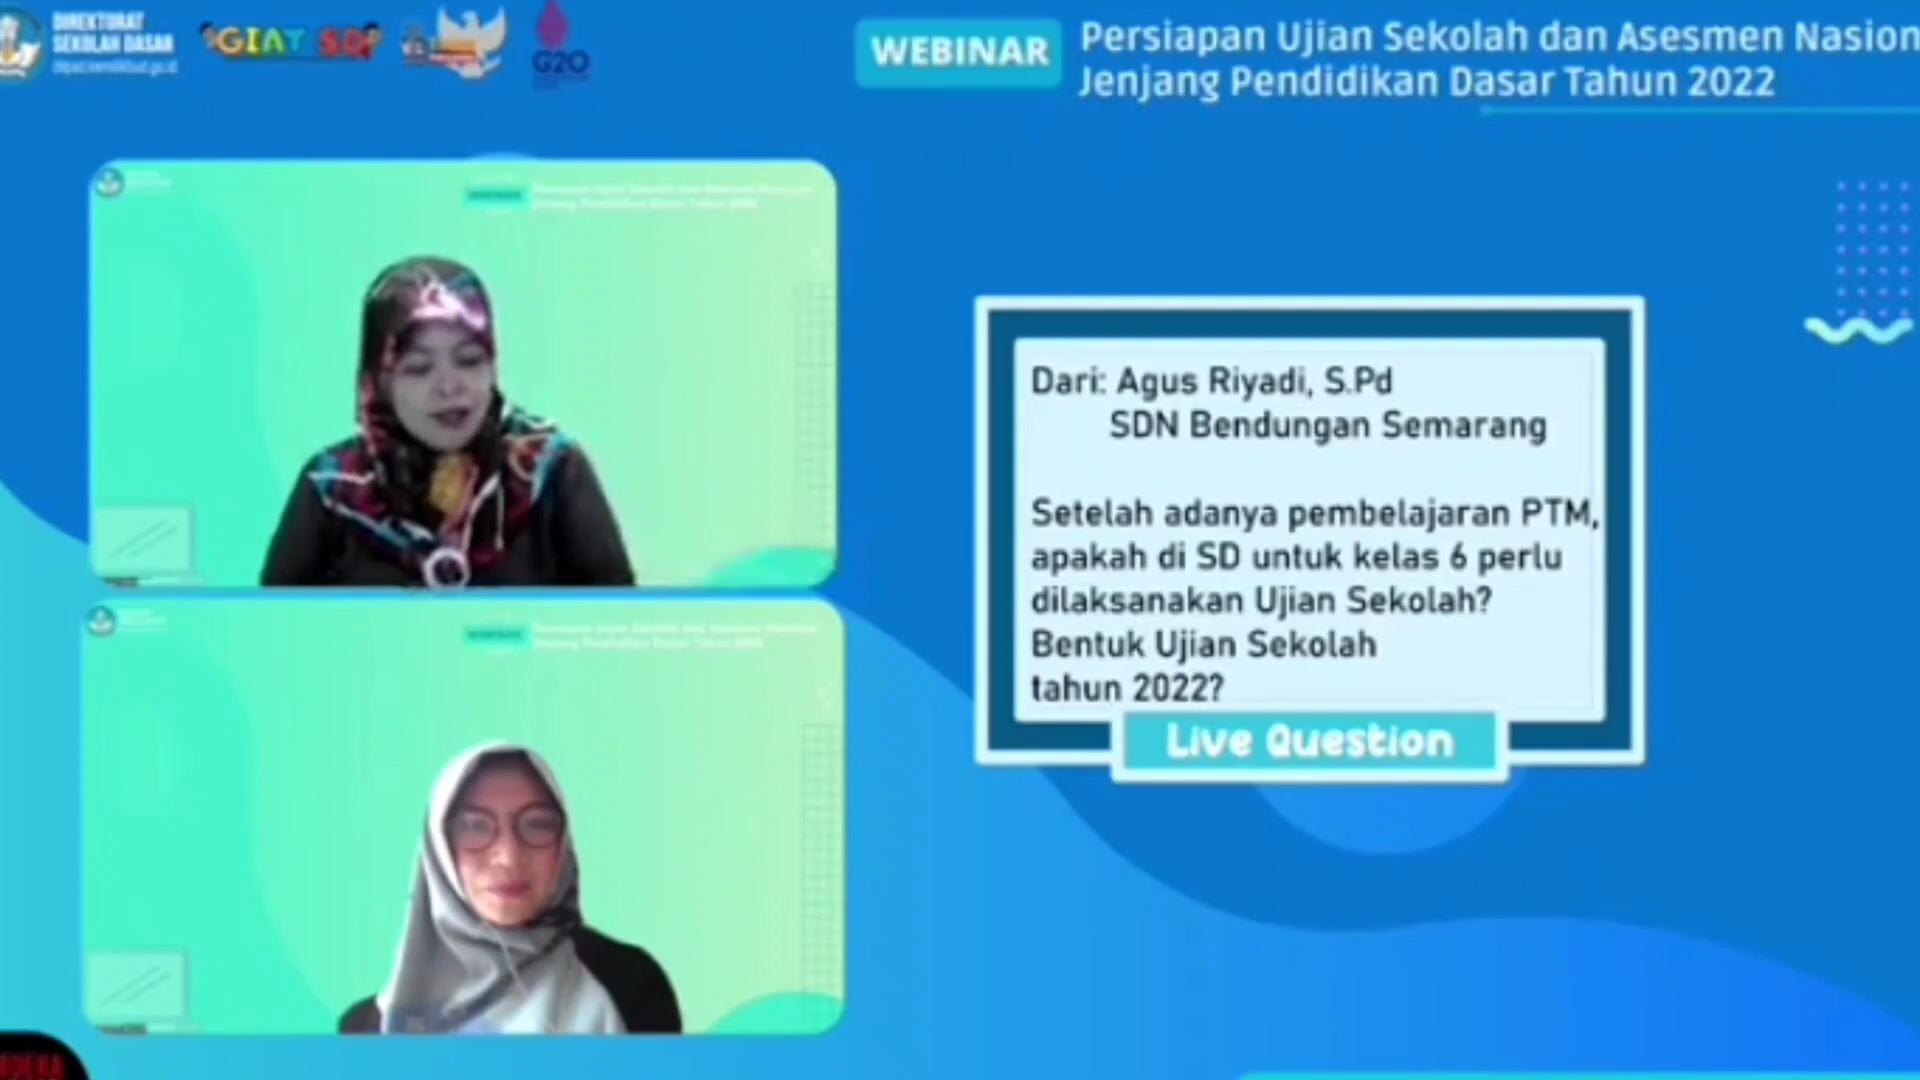 DIREKTORAT
SEKOLAH DASAR
GIAT SD
G20
WEBINAR
Persiapan Ujian Sekolah dan Asesmen Nasion
Jenjang Pendidikan Dasar Tahun 2022
Dari: Agus Riyadi, S.Pd
SDN Bendungan Semarang
Setelah adanya pembelajaran PTM,
apakah di SD untuk kelas 6 perlu
dilaksanakan Ujian Sekolah?
Bentuk Ujian Sekolah
tahun 2022?
Live Question